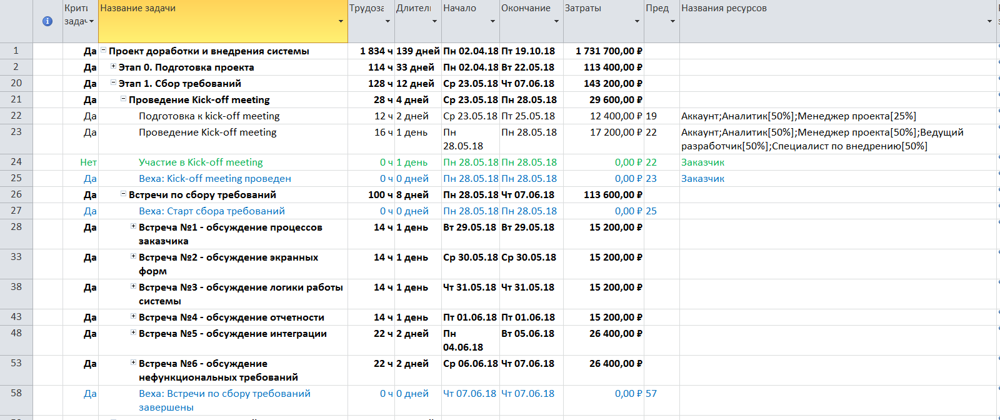 Крити Название задачи Трудоза Длителі Начало Окончание Затраты Пред Названия ресурсов
задач
1 Да Проект доработки и внедрения системы 1 834 ч 139 дней Пн 02.04.18 Пт 19.10.18 1 731 700,00 ₽
2 Да Этап 0. Подготовка проекта 114 ч 33 дней Пн 02.04.18 Вт 22.05.18 113 400,00 ₽
20 Да Этап 1. Сбор требований 128 ч 12 дней Ср 23.05.18 Чт 07.06.18 143 200,00 ₽
21 Да Проведение Kick-off meeting 28 ч 4 дней Ср 23.05.18 Пн 28.05.18 29 600,00 ₽
22 Да Подготовка к kick-off meeting 12 ч 2 дней Ср 23.05.18 Пт 25.05.18 12 400,00 ₽ 19 Аккаунт;Аналитик[50%];Менеджер проекта[25%]
23 Да Проведение Kick-off meeting 16 ч 1 день Пн Пн 28.05.18 17 200,00 ₽ 22 Аккаунт;Аналитик[50%];Менеджер проекта[50%];Ведущий
28.05.18 разработчик[50%];Специалист по внедрению[50%]
24 Нет Участие в Kick-off meeting 0 ч 1 день Пн 28.05.18 Пн 28.05.18 0,00 ₽ 22 Заказчик
25 Да Веха: Kick-off meeting проведен 0 ч 0 дней Пн 28.05.18 Пн 28.05.18 0,00 ₽ 23 Заказчик
26 Да Встречи по сбору требований 100 ч 8 дней Пн 28.05.18 Чт 07.06.18 113 600,00 ₽
27 Да Веха: Старт сбора требований 0 ч 0 дней Пн 28.05.18 Пн 28.05.18 0,00 ₽ 25
28 Да Встреча №1 - обсуждение процессов 14 ч 1 день Вт 29.05.18 Вт 29.05.18 15 200,00 ₽
заказчика
33 Да Встреча №2 - обсуждение экранных 14 ч 1 день Ср 30.05.18 Ср 30.05.18 15 200,00 ₽
форм
38 Да Встреча №3 - обсуждение логики работы 14 ч 1 день Чт 31.05.18 Чт 31.05.18 15 200,00 ₽
системы
43 Да Встреча №4 - обсуждение отчетности 14 ч 1 день Пт 01.06.18 Пт 01.06.18 15 200,00 ₽
48 Да Встреча №5 - обсуждение интеграции 22 ч 2 дней Пн Вт 05.06.18 26 400,00 ₽
04.06.18
53 Да Встреча №6 - обсуждение 22 ч 2 дней Ср 06.06.18 Чт 07.06.18 26 400,00 ₽
нефункциональных требований
58 Да Веха: Встречи по сбору требований 0 ч 0 дней Чт 07.06.18 Чт 07.06.18 0,00 ₽ 57
завершены